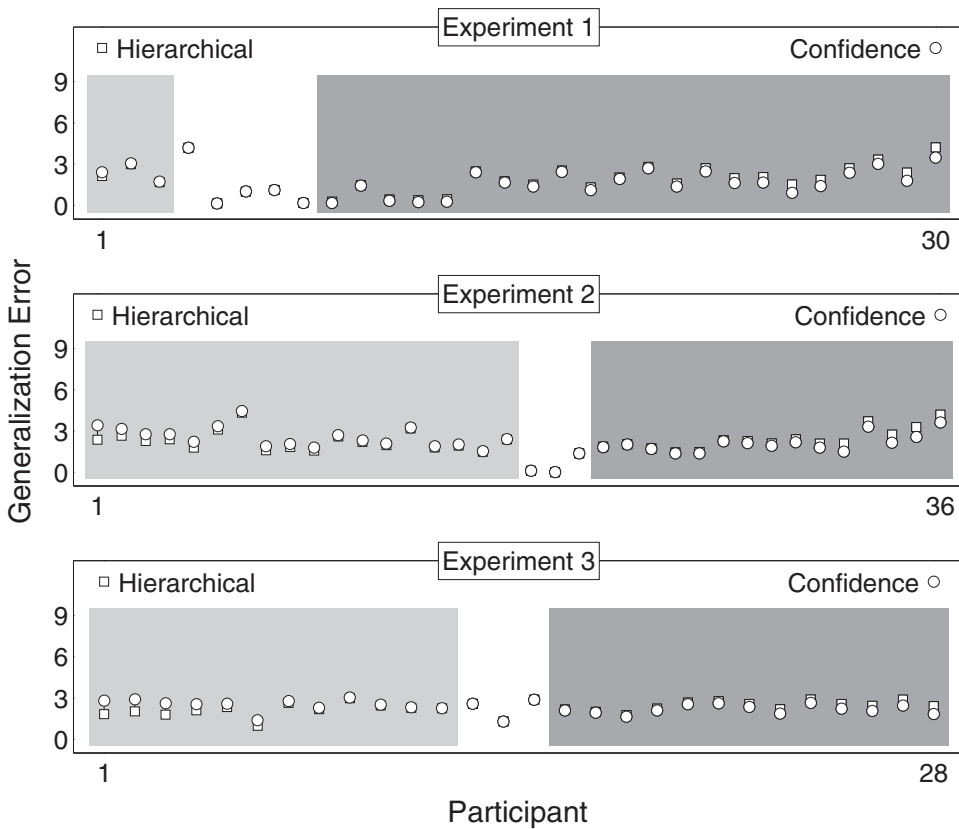 Experiment 1
Hierarchical
Confidence
9
6
3
0
1
30
Experiment 2
Hierarchical
Confidence
9
6
3
0
1
36
Experiment 3
Hierarchical
Confidence
9
6
3
0
1
28
Generalization Error
Participant